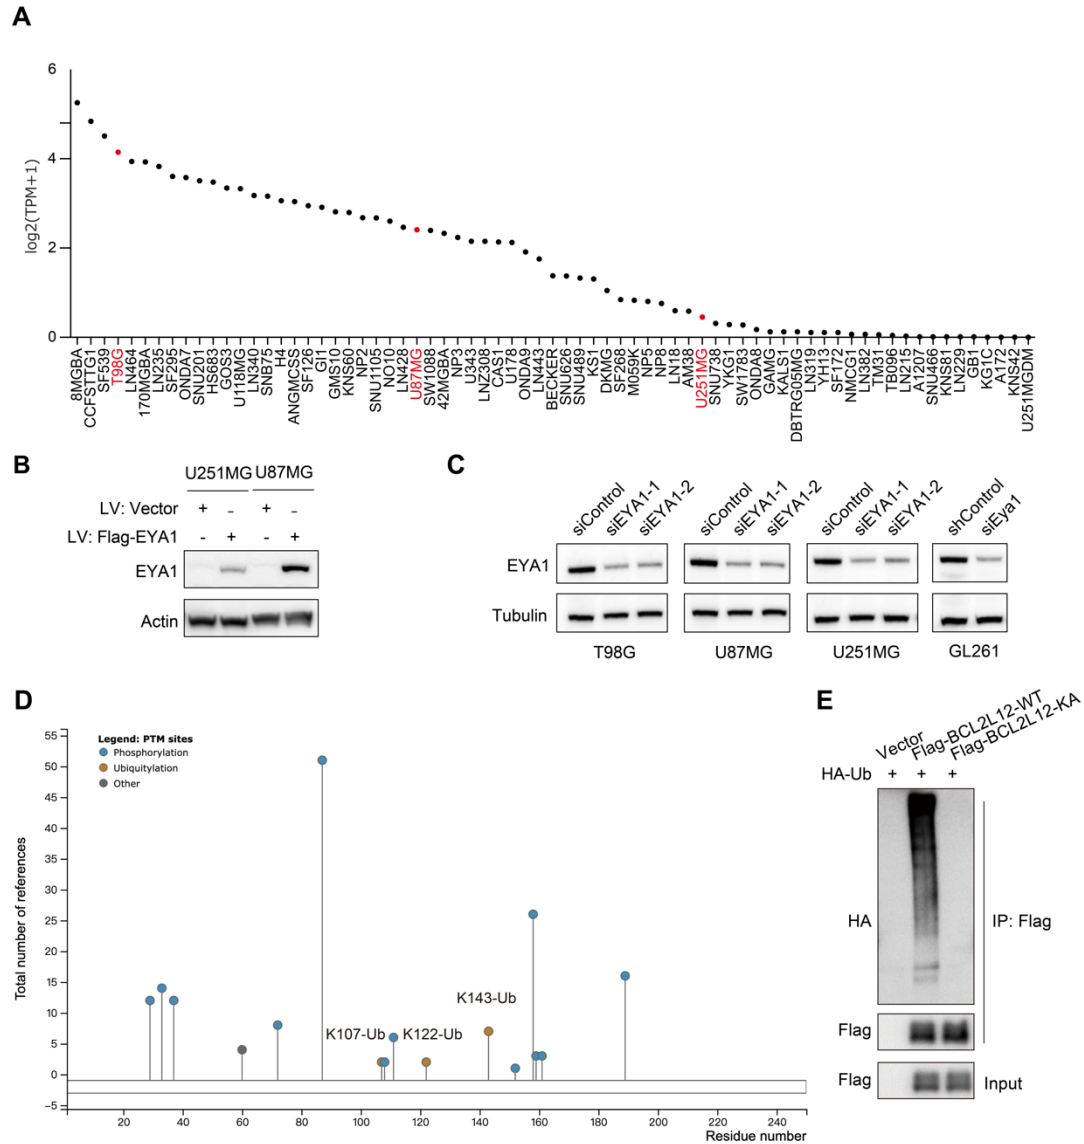 A
6
4
2
0
log2(TPM+1)
8MGBA
CCFSTTG1
SF539
T98G
LN464
170MGBA
LN235
SF295
ONDA7
SNU201
HS683
GOS3
U118MG
LN340
SNB75
H4
ANGMCSS
SF126
GI1
GMS10
KNS60
NP2
SNU1105
NO10
LN428
U87MG
SW1088
42MGBA
NP3
U343
LNZ308
CAS1
U178
ONDA9
LN443
BECKER
SNU626
SNU489
KS1
DKMG
SF268
M059K
NP5
NP8
LN18
AM38
U251MG
SNU738
YKG1
SW1783
ONDA8
GAMG
KALS1
DBTRG05MG
LN319
YH13
SF172
NMCG1
LN382
TM31
TB096
LN215
A1207
SNU466
KNS81
LN229
GB1
KG1C
A172
KNS42
U251MGDM
B
U251MG U87MG
LV: Vector + - + -
LV: Flag-EYA1 - + - +
EYA1
Actin
C
siControl siEYA1-1 siEYA1-2 siControl siEYA1-1 siEYA1-2 siControl siEYA1-1 siEYA1-2 shControl siEya1
EYA1
Tubulin
T98G U87MG U251MG GL261
D
Legend: PTM sites
Phosphorylation
Ubiquitylation
Other
Total number of references
55
50
45
40
35
30
25
20
15
10
5
0
−5
K143-Ub
K107-Ub K122-Ub
20 40 60 80 100 120 140 160 180 200 220 240
Residue number
E
Vector Flag-BCL2L12-WT Flag-BCL2L12-KA
HA-Ub + + +
HA
IP: Flag
Flag
Flag Input